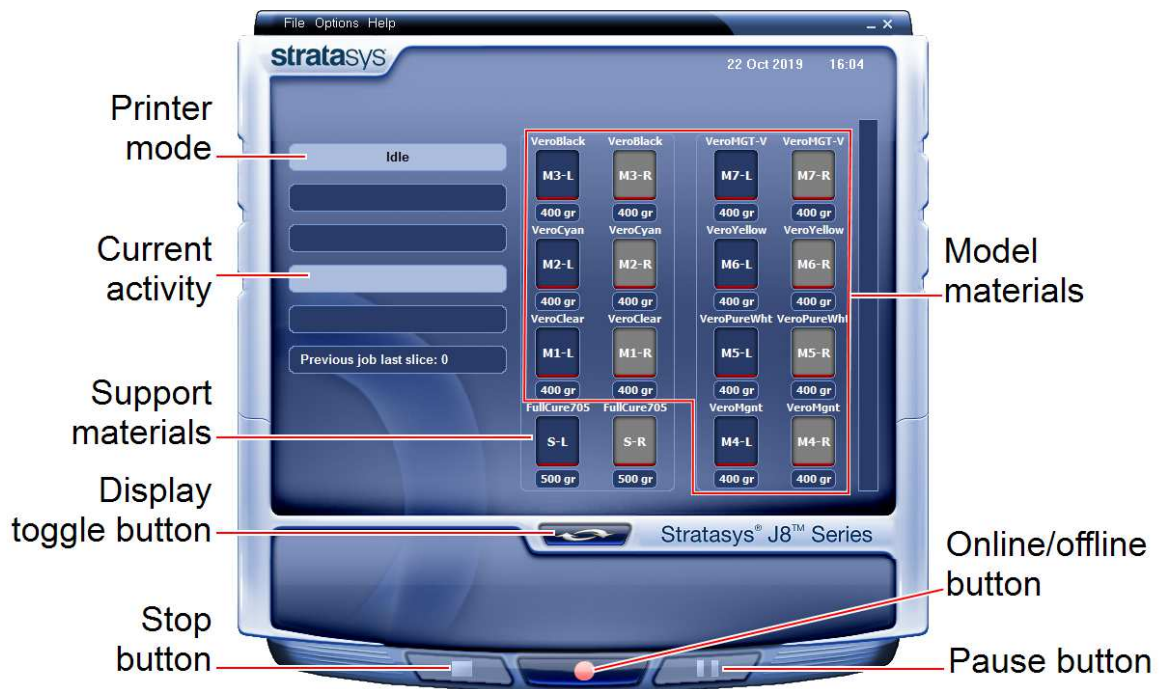 File Options Help
stratasys
22 Oct 2019 16:04
Printer
mode
Idle
Current
activity
Previous job last slice: 0
Support
materials
Display
toggle button
Stop
button
VeroBlack VeroBlack VeroMGT-V VeroMGT-V
M3-L M3-R M7-L M7-R
400 gr 400 gr 400 gr 400 gr
VeroCyan VeroCyan VeroYellow VeroYellow
M2-L M2-R M6-L M6-R
400 gr 400 gr 400 gr 400 gr
VeroClear VeroClear VeroPureWht VeroPureWht
M1-L M1-R M5-L M5-R
400 gr 400 gr 400 gr 400 gr
FullCure705 FullCure705 VeroMgnt VeroMgnt
S-L S-R M4-L M4-R
500 gr 500 gr 400 gr 400 gr
Model
materials
Stratasys® J8™ Series
Online/offline
button
Pause button